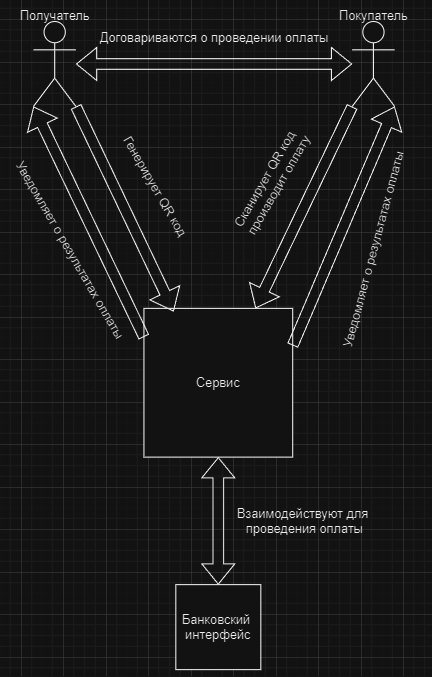 Получатель
Покупатель
Договариваются о проведении оплаты
Генерирует QR код
Сканирует QR код
производит оплату
Уведомляет о результатах оплаты
Уведомляет о результатах оплаты
Сервис
Взаимодействуют для
проведения оплаты
Банковский
интерфейс